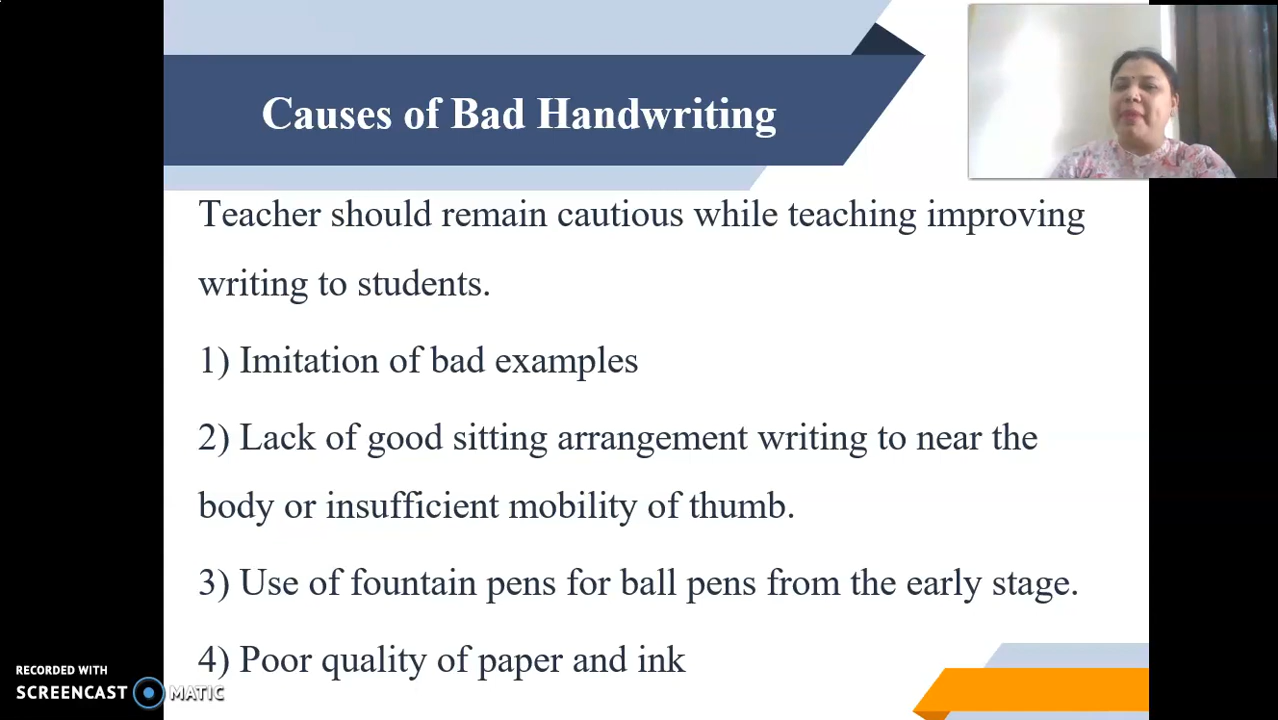 Causes of Bad Handwriting
Teacher should remain cautious while teaching improving
writing to students.
1) Imitation of bad examples
2) Lack of good sitting arrangement writing to near the
body or insufficient mobility of thumb.
3) Use of fountain pens for ball pens from the early stage.
4) Poor quality of paper and ink
RECORDED WITH
SCREENCAST MATIC